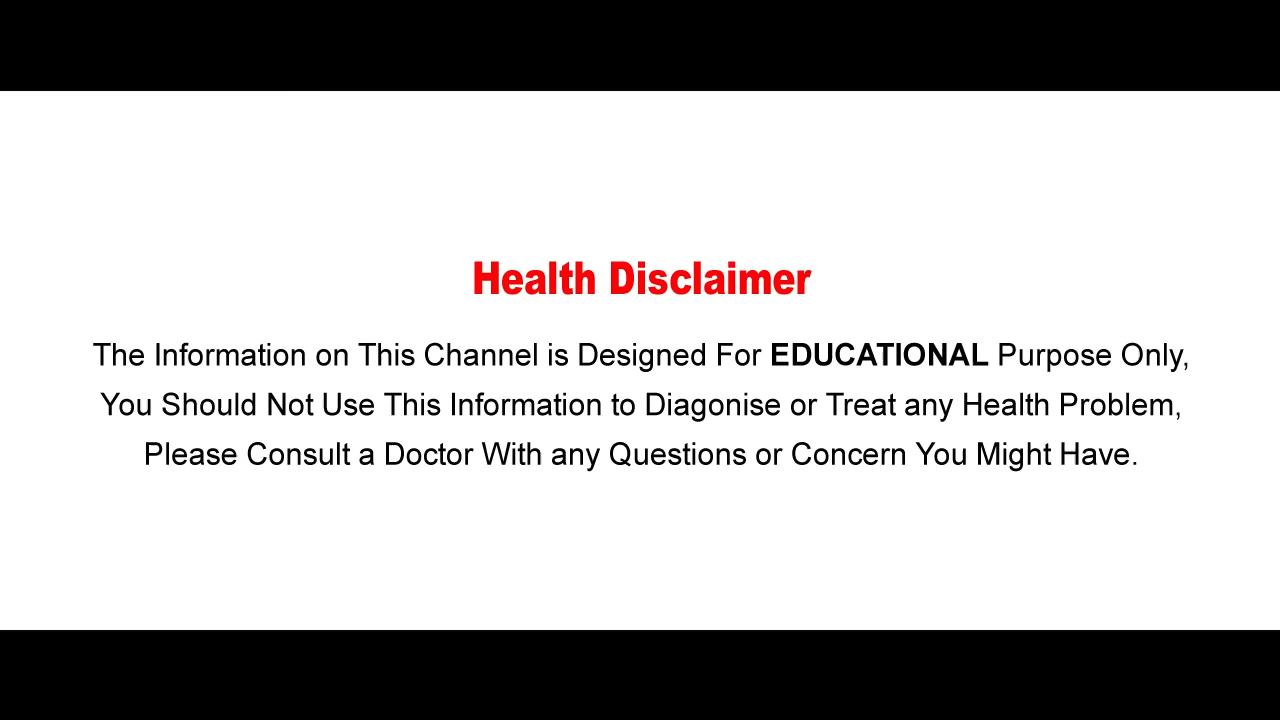 Health Disclaimer
The Information on This Channel is Designed For EDUCATIONAL Purpose Only,
You Should Not Use This Information to Diagonise or Treat any Health Problem,
Please Consult a Doctor With any Questions or Concern You Might Have.